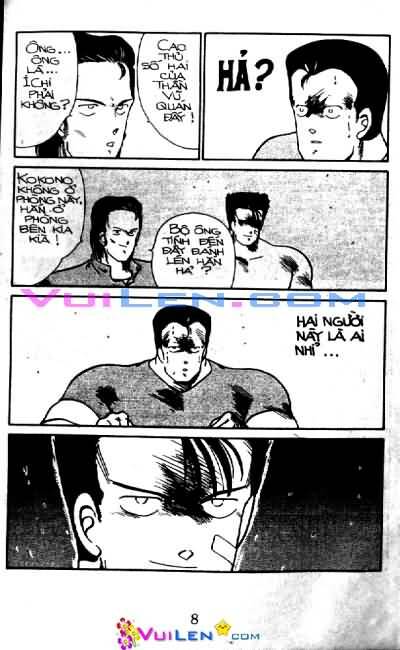 ÔNG...
ÔNG
LÀ...
ICHI
PHẢI
KHÔNG?
CAO
THỦ
SỐ HAI
CỦA
THẦN
VŨ
QUÁN
ĐÂY!
HẢ?
KOKONO
KHÔNG Ở
PHÒNG NÀY,
HẮN Ở
PHÒNG
BÊN KIA
KÌA!
BỘ ÔNG
TÍNH ĐẾN
ĐÂY ĐÁNH
LÉN HẮN
HẢ?
VUILEN.COM
HAI NGƯỜI
NÀY LÀ AI
NHỈ...
8
VUILEN.COM